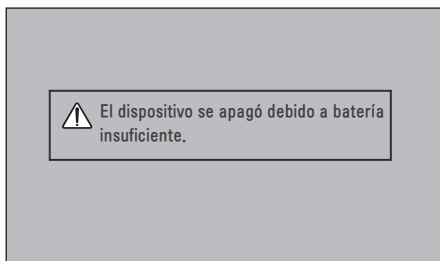 El dispositivo se apagó debido a batería
insuficiente.